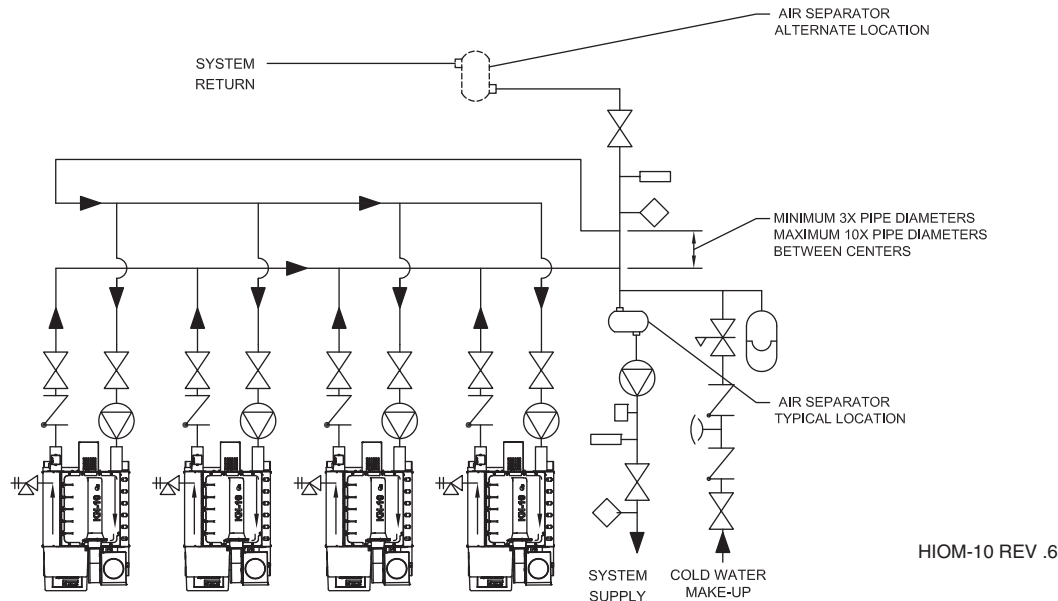 AIR SEPARATOR
ALTERNATE LOCATION
SYSTEM
RETURN
MINIMUM 3X PIPE DIAMETERS
MAXIMUM 10X PIPE DIAMETERS
BETWEEN CENTERS
AIR SEPARATOR
TYPICAL LOCATION
SYSTEM
SUPPLY
COLD WATER
MAKE-UP
HIOM-10 REV .6